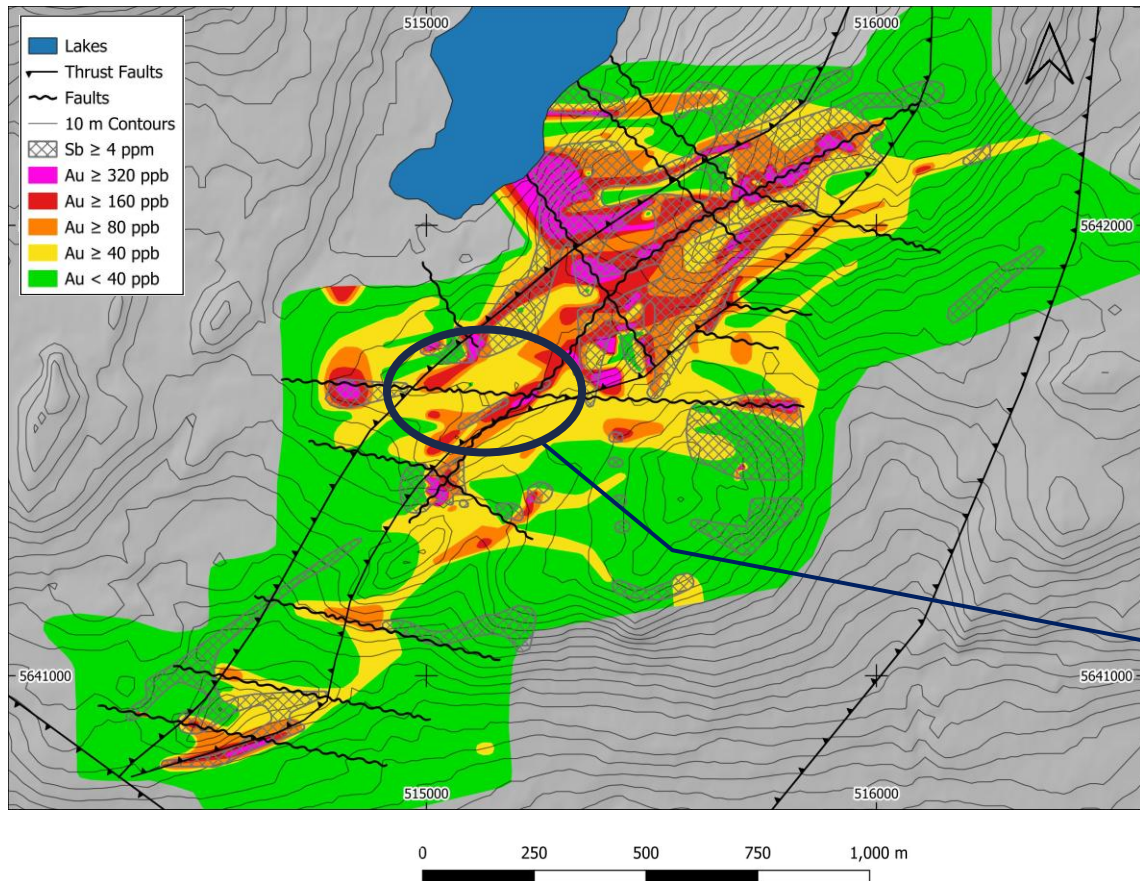 515000
516000
Lakes
Thrust Faults
Faults
10 m Contours
Sb ≥ 4 ppm
Au ≥ 320 ppb
Au ≥ 160 ppb
Au ≥ 80 ppb
Au ≥ 40 ppb
Au < 40 ppb
5642000
5641000
5641000
515000
516000
0 250 500 750 1,000 m